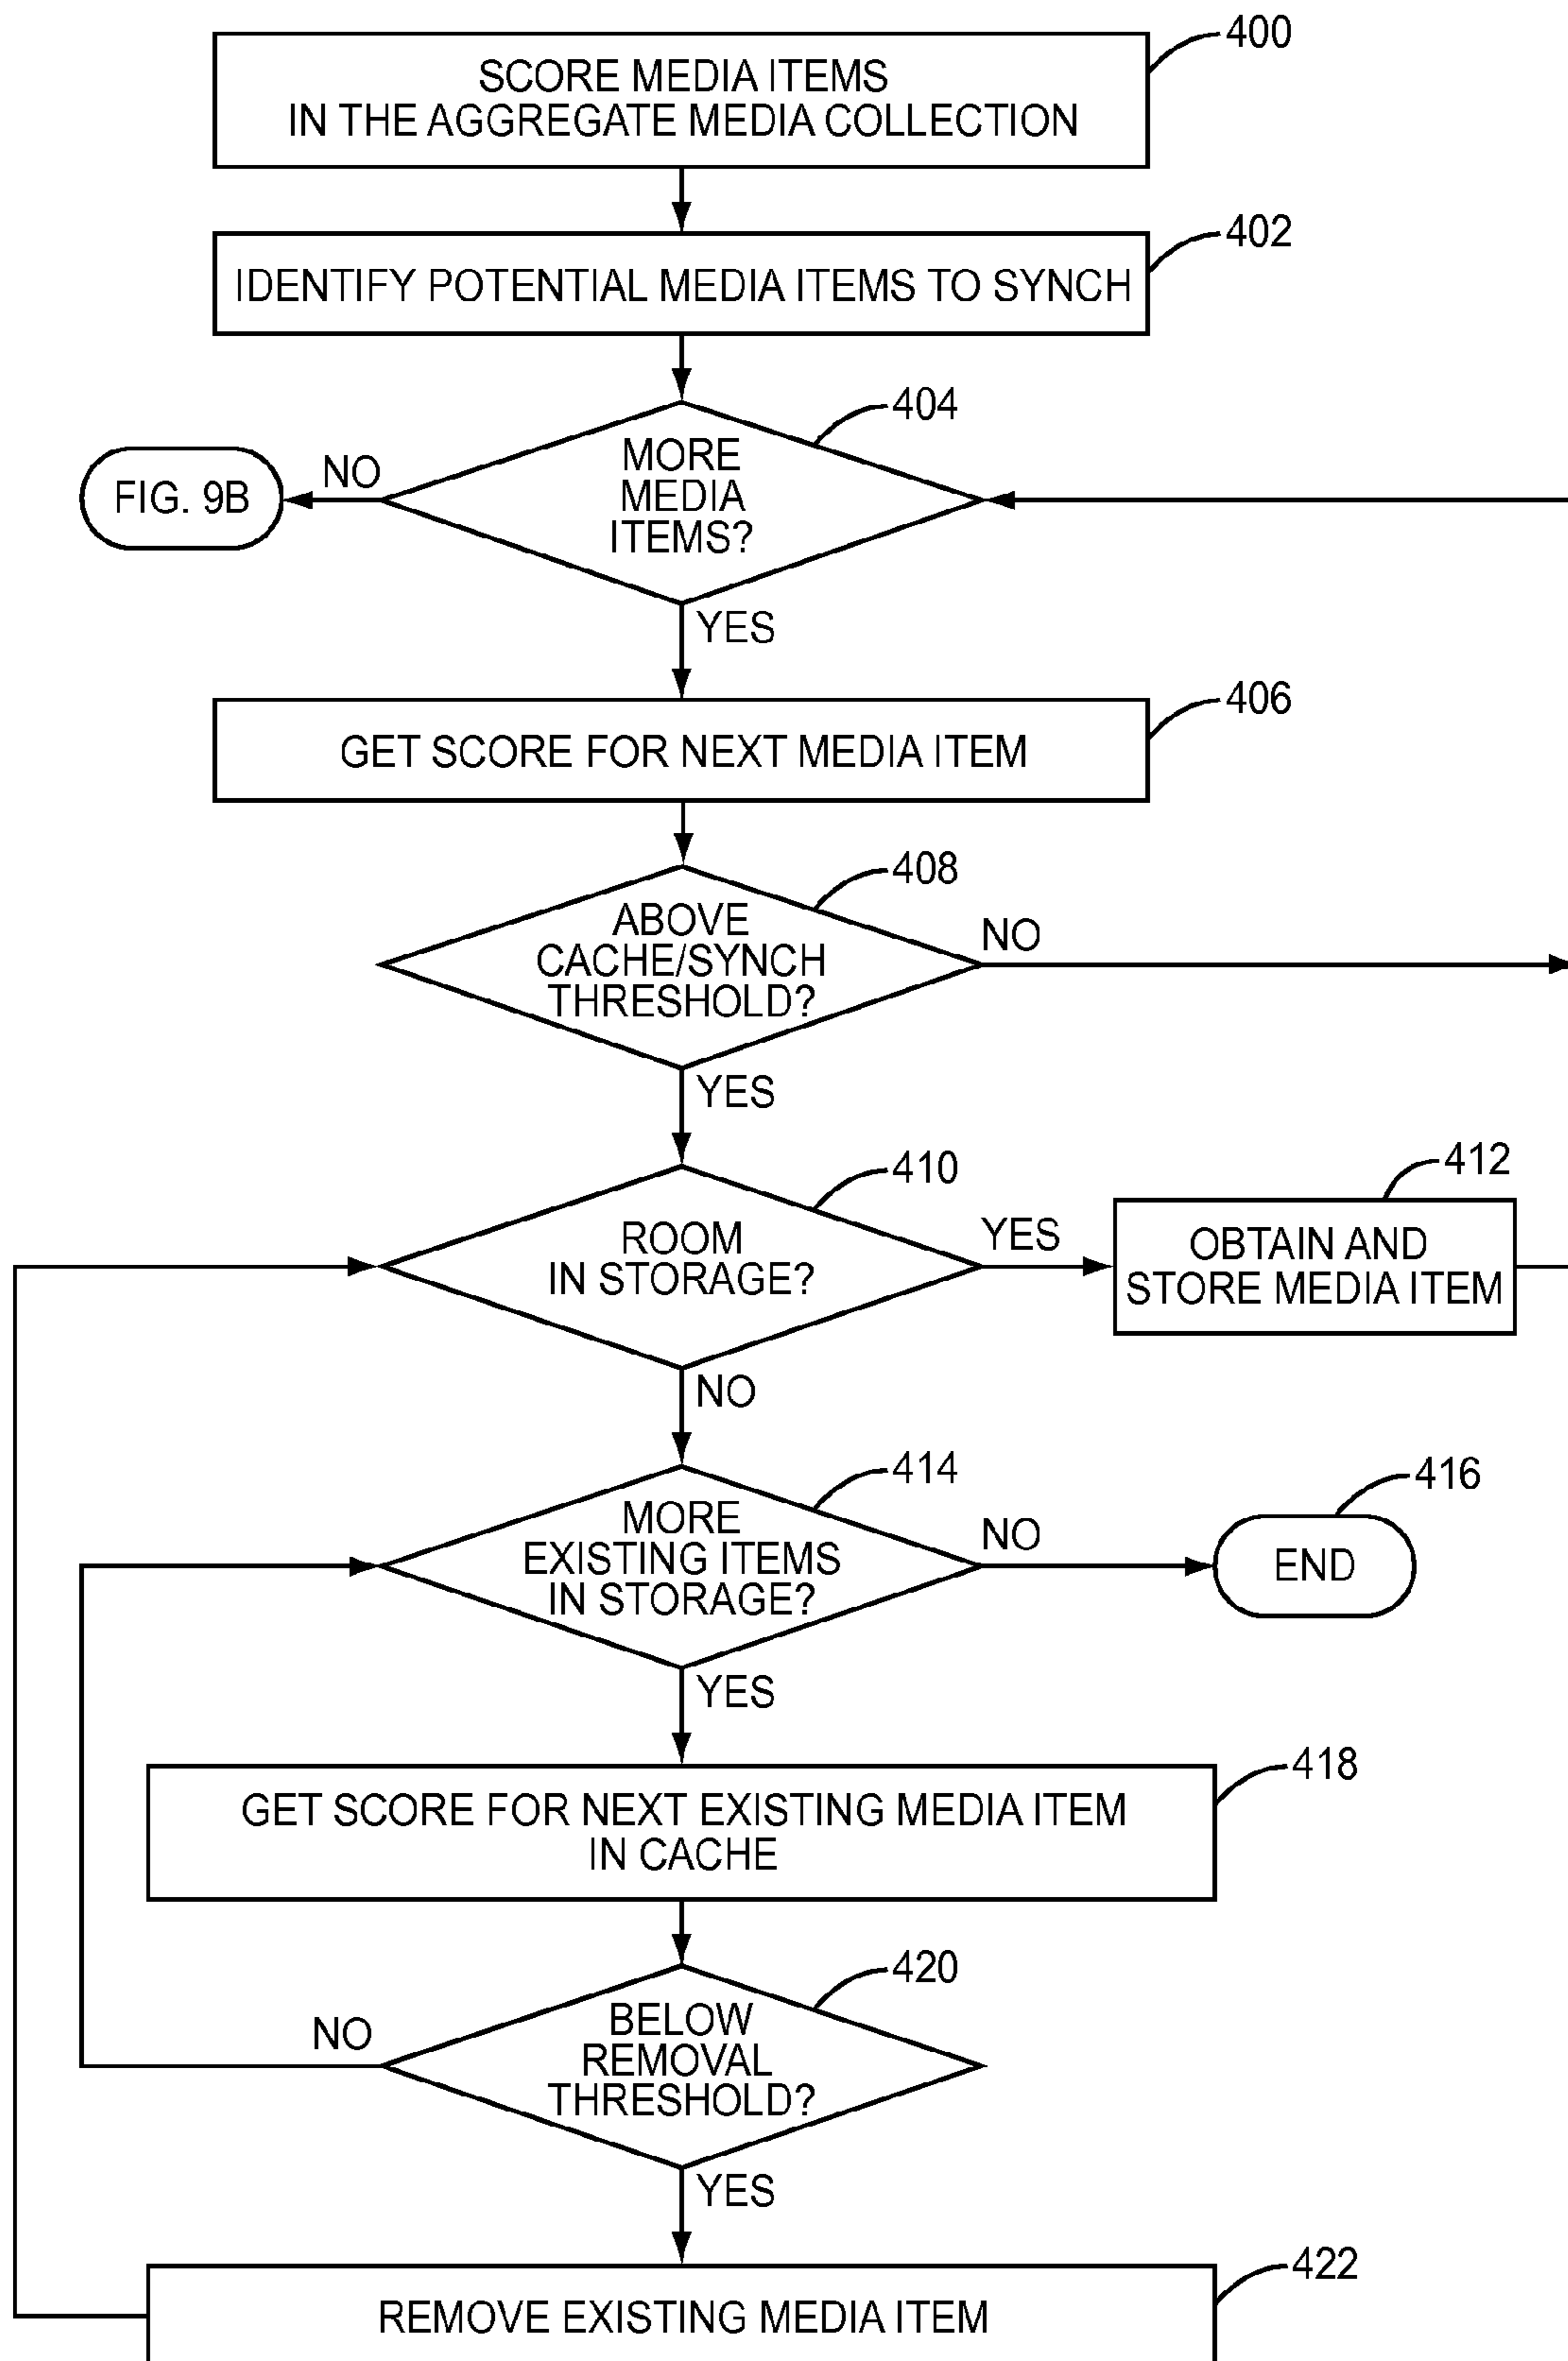 400
SCORE MEDIA ITEMS
IN THE AGGREGATE MEDIA COLLECTION
402
IDENTIFY POTENTIAL MEDIA ITEMS TO SYNCH
404
MORE
MEDIA
ITEMS?
NO
FIG. 9B
YES
406
GET SCORE FOR NEXT MEDIA ITEM
408
ABOVE
CACHE/SYNCH
THRESHOLD?
NO
YES
410
ROOM
IN STORAGE?
YES
412
OBTAIN AND
STORE MEDIA ITEM
NO
414
MORE
EXISTING ITEMS
IN STORAGE?
NO
416
END
YES
418
GET SCORE FOR NEXT EXISTING MEDIA ITEM
IN CACHE
420
BELOW
REMOVAL
THRESHOLD?
NO
YES
422
REMOVE EXISTING MEDIA ITEM